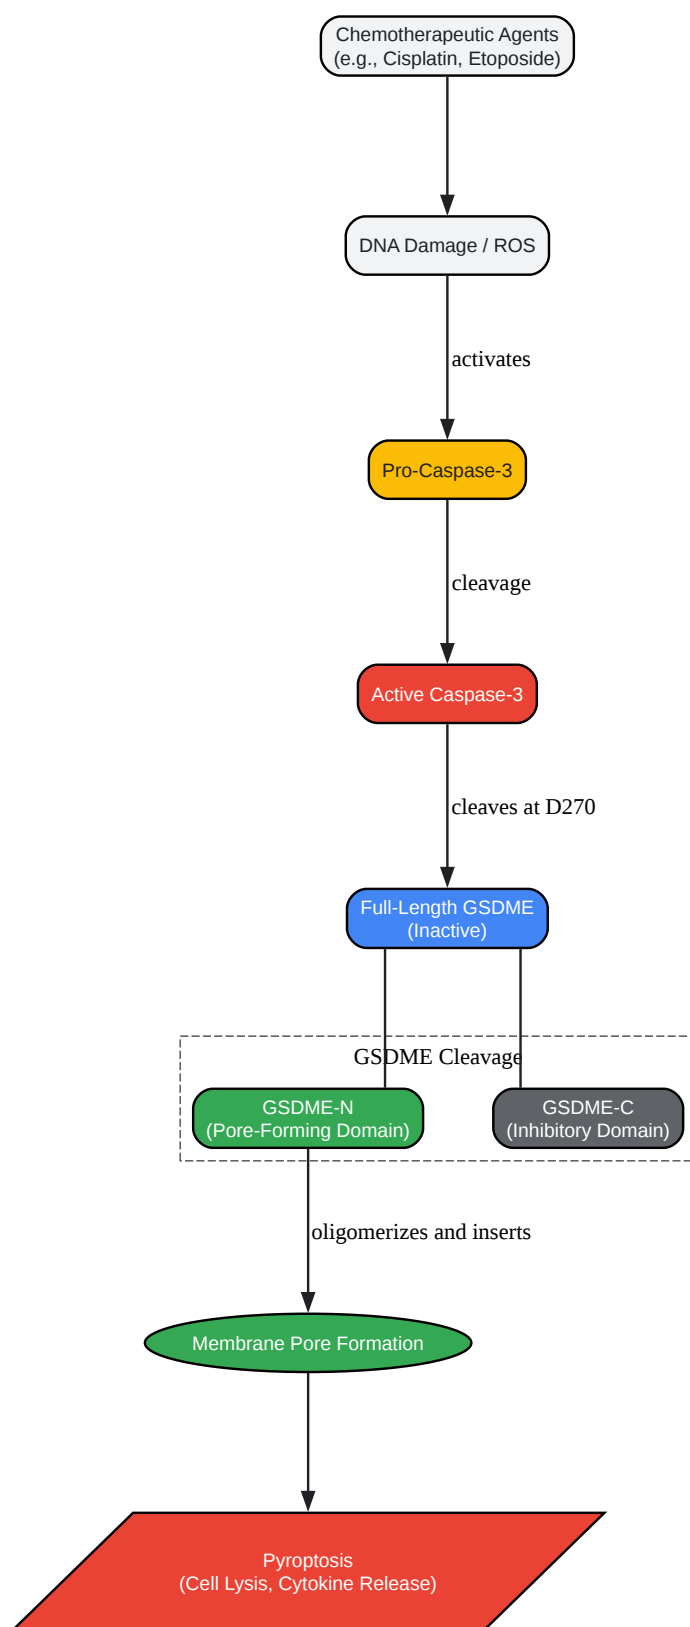 Chemotherapeutic Agents
(e.g., Cisplatin, Etoposide)
DNA Damage / ROS
activates
Pro-Caspase-3
cleavage
Active Caspase-3
cleaves at D270
Full-Length GSDME
(Inactive)
GSDME Cleavage
GSDME-N
(Pore-Forming Domain)
GSDME-C
(Inhibitory Domain)
oligomerizes and inserts
Membrane Pore Formation
Pyroptosis
(Cell Lysis, Cytokine Release)